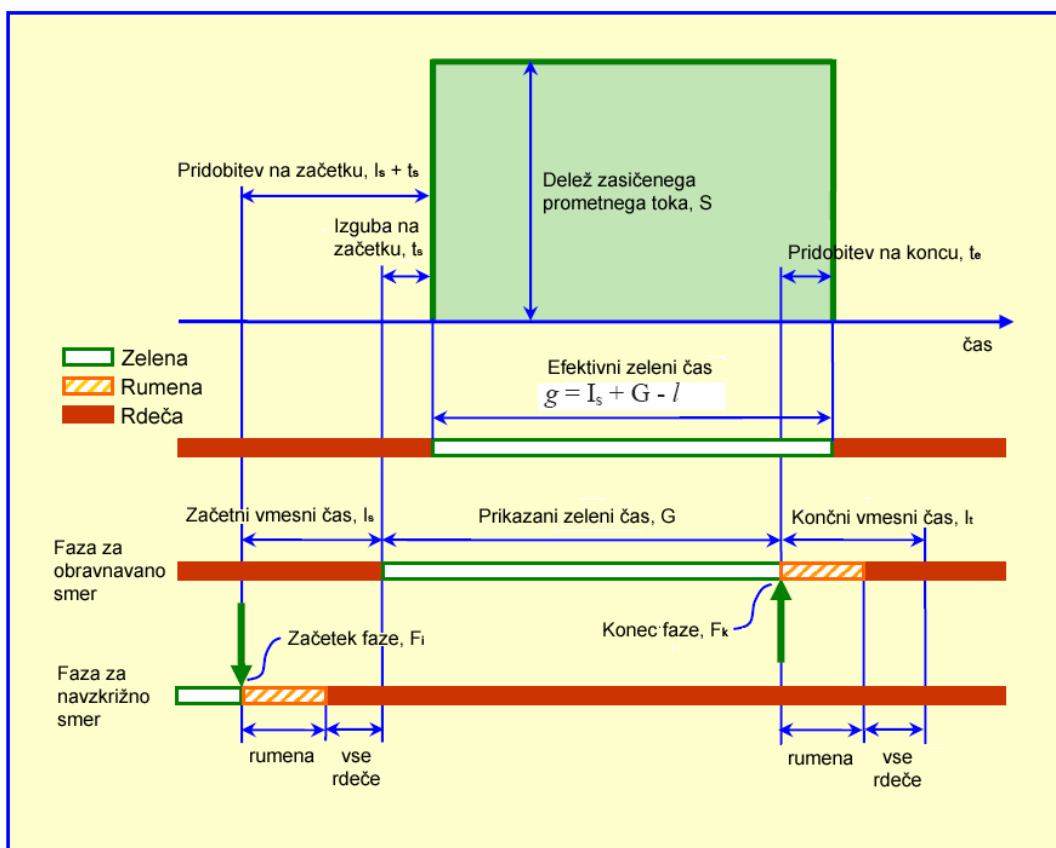 Pridobitev na začetku, Is + ts
Delež zasičenega
prometnega toka, S
Izguba na
začetku, ts
Pridobitev na koncu, te
čas
Zelena
Rumena
Rdeča
Efektivni zeleni čas
g = Is + G - l
Začetni vmesni čas, Is
Prikazani zeleni čas, G
Končni vmesni čas, It
Faza za
obravnavano
smer
Začetek faze, Fi
Konec faze, Fk
Faza za
navzkrižno
smer
rumena
vse
rdeče
rumena
vse
rdeče